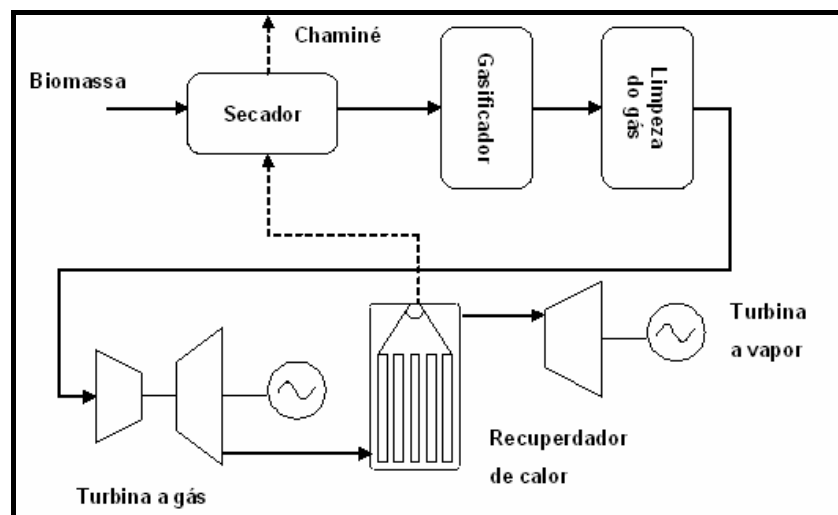 Chaminé
Biomassa
Secador
Gasificador
Limpeza
do gás
Turbina
a vapor
Recuperdador
de calor
Turbina a gás